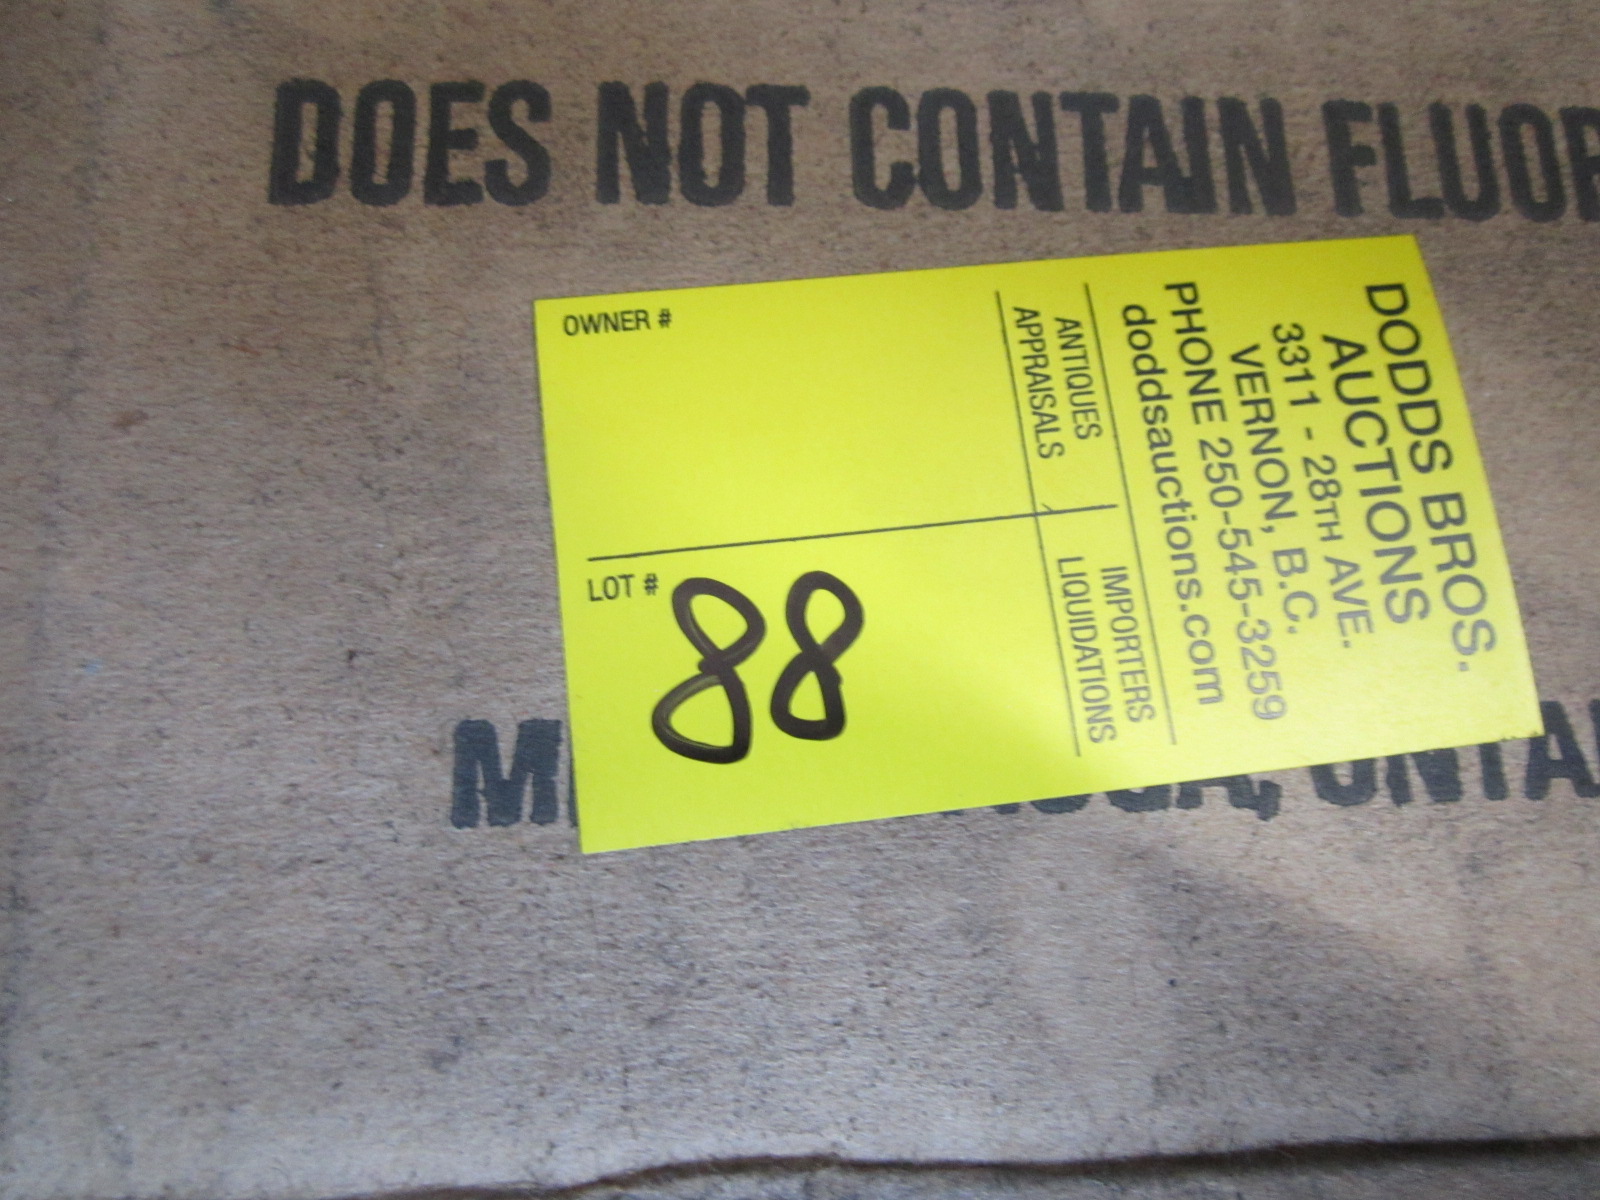 DOES NOT CONTAIN
DODDS BROS.
AUCTIONS
3311 - 28TH AVE.
VERNON, B.C.
PHONE 250-545-3259
doddsauctions.com
ANTIQUES
APPRAISALS
IMPORTERS
LIQUIDATIONS
OWNER #
LOT # 88